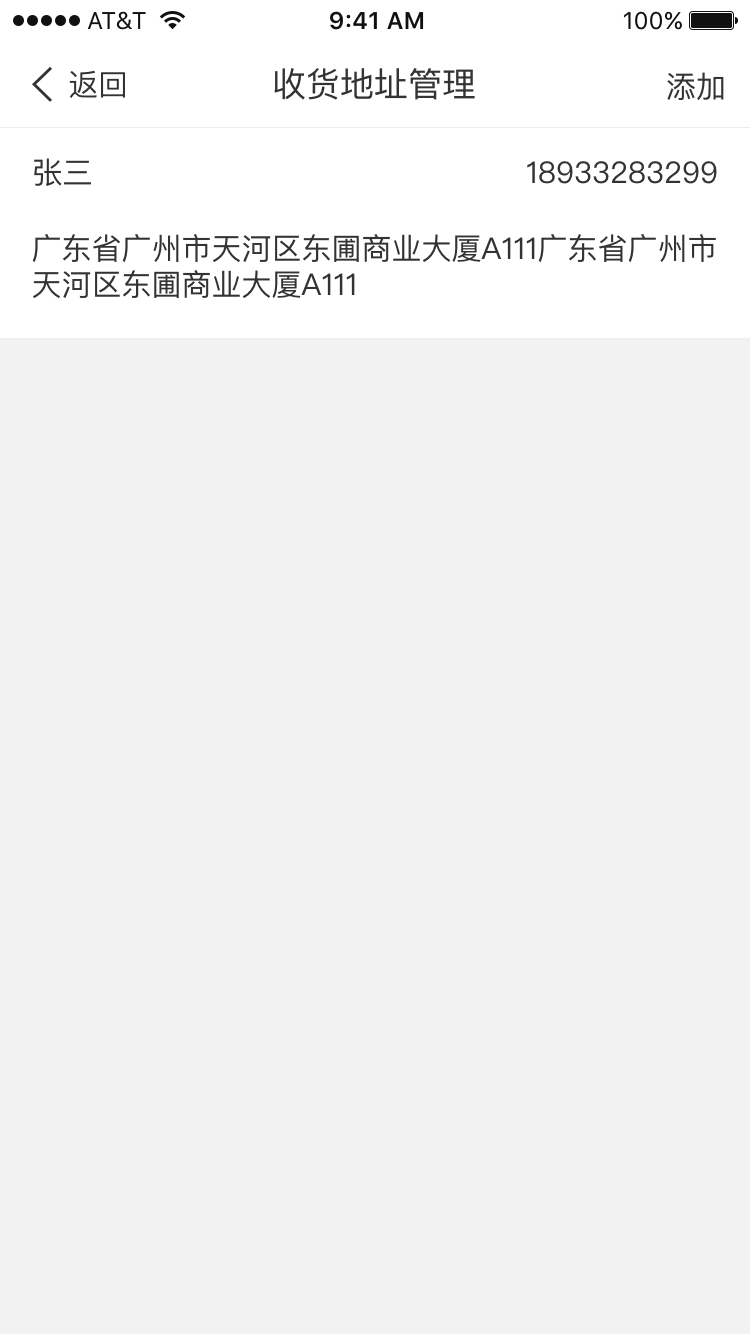 ●●●●● AT&T 9:41 AM 100%
返回 收货地址管理 添加
张三 18933283299
广东省广州市天河区东圃商业大厦A111广东省广州市
天河区东圃商业大厦A111